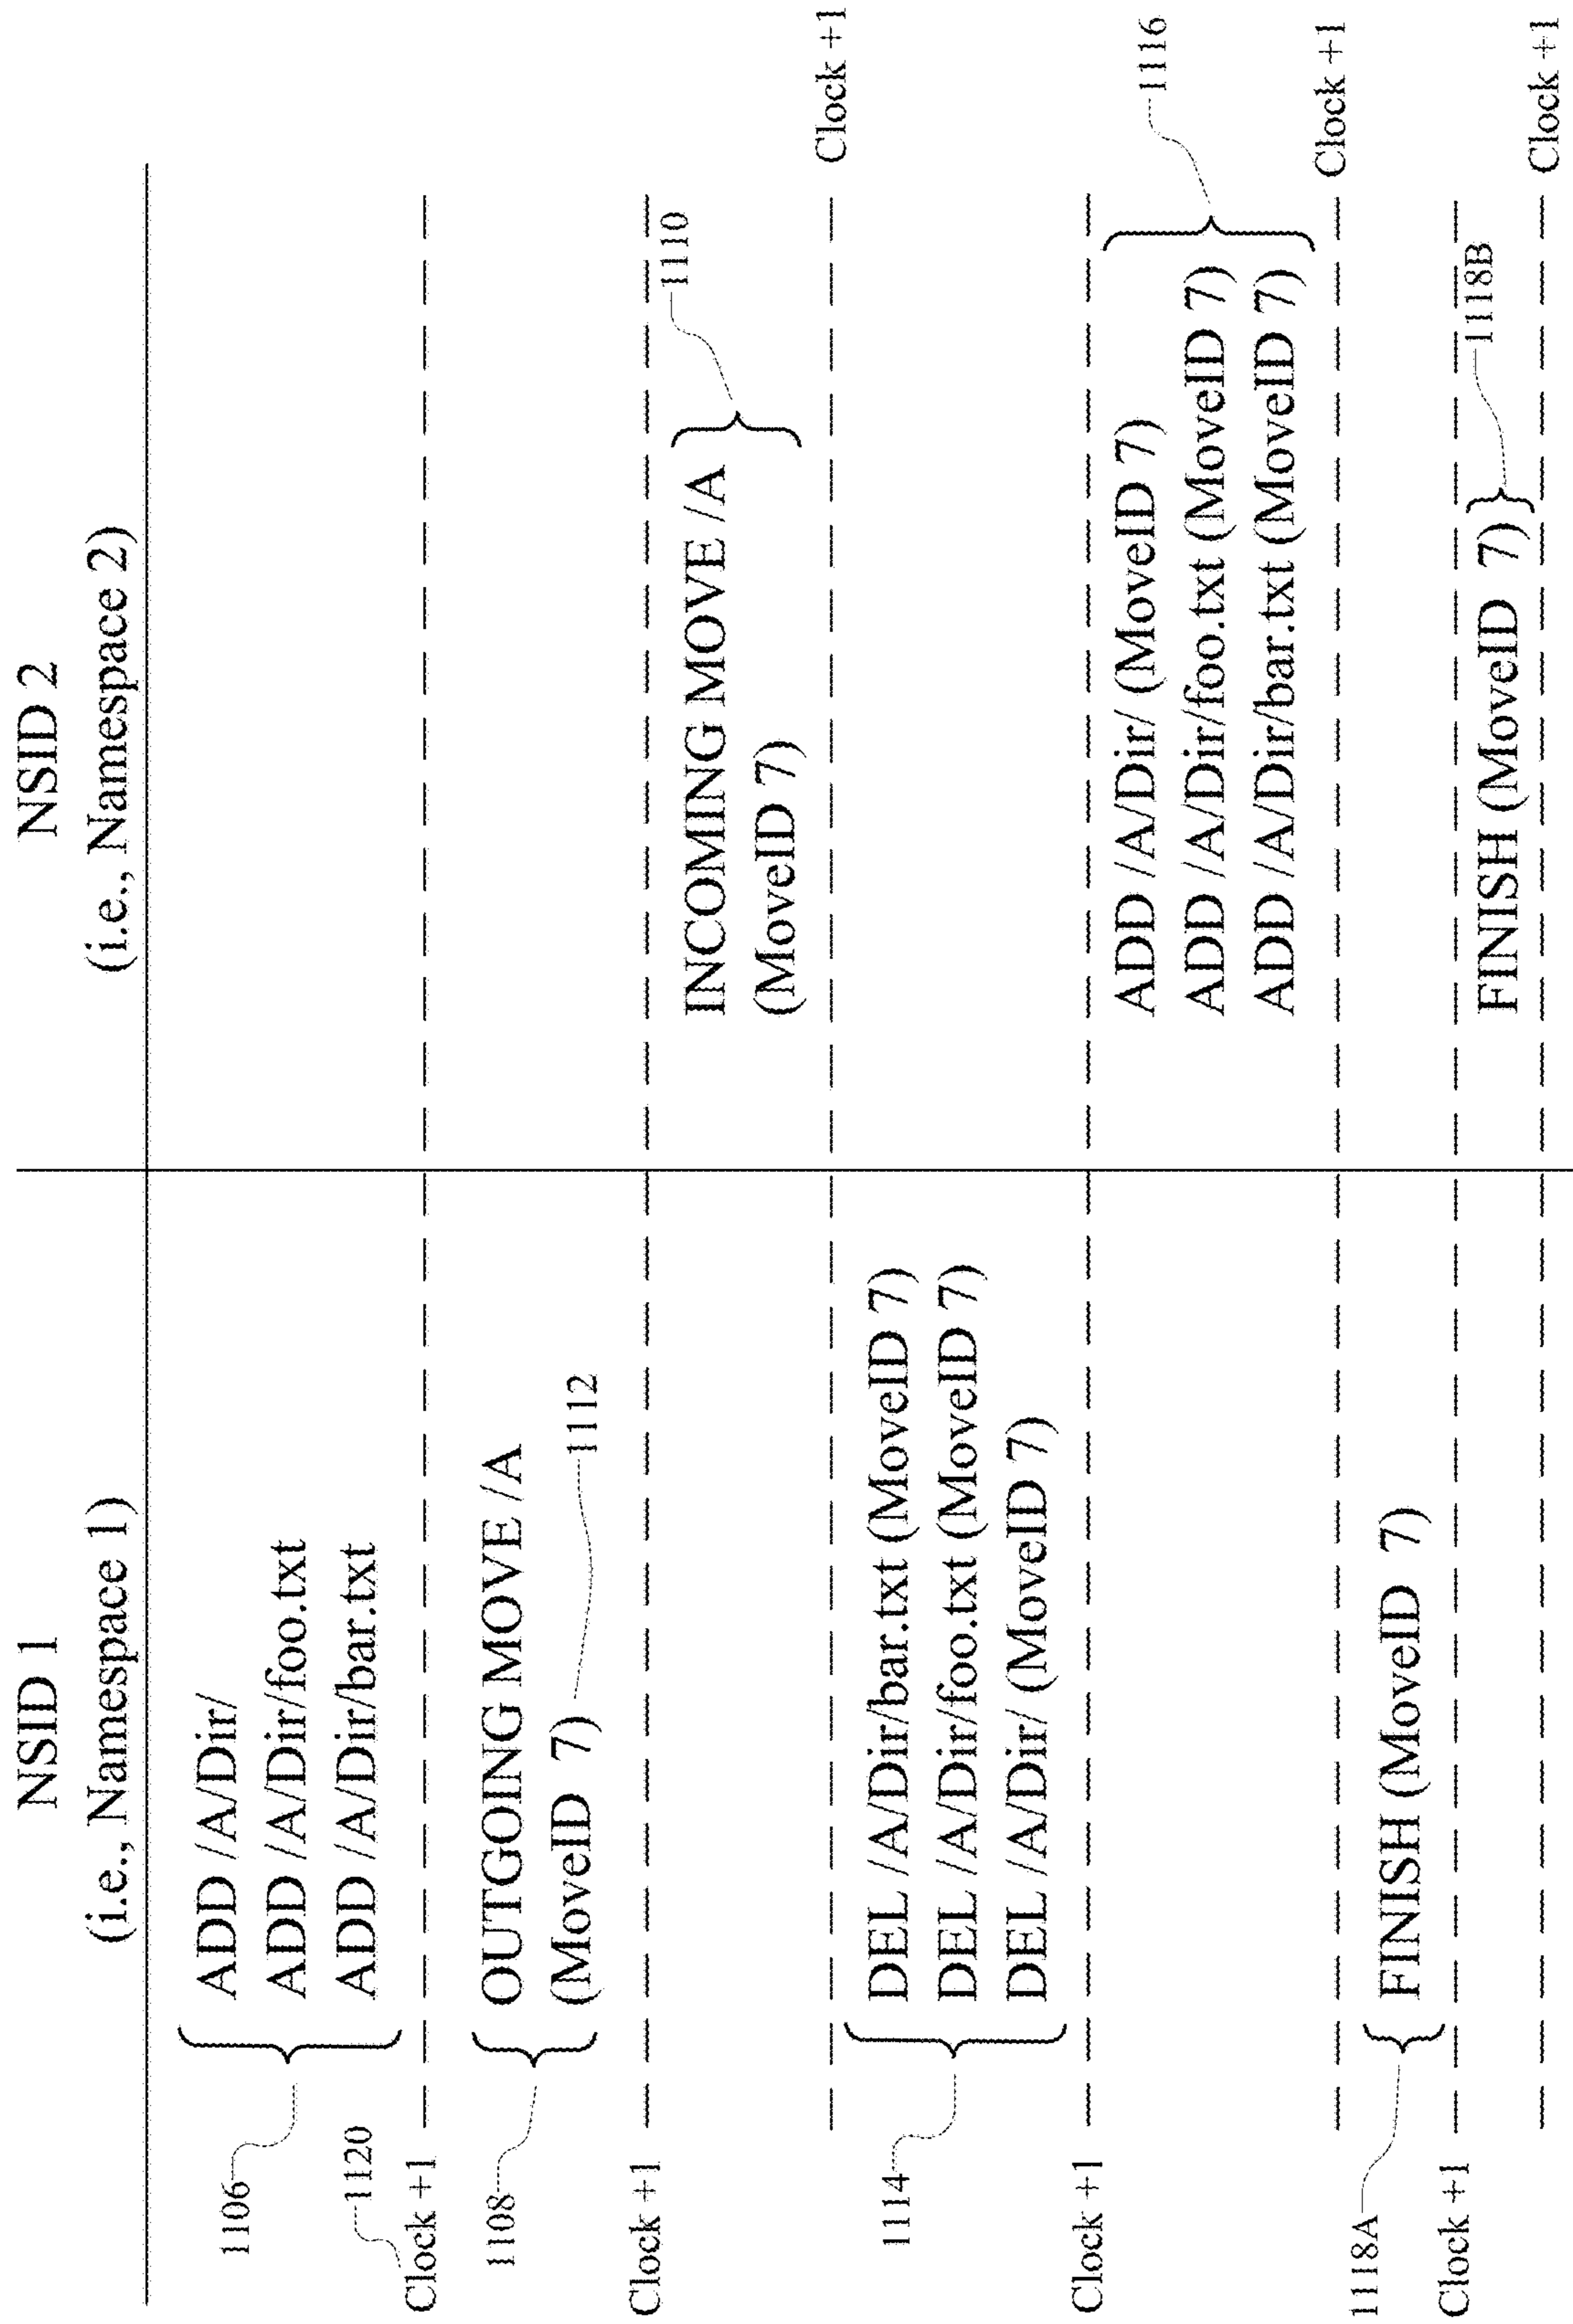 NSID 1
(i.e., Namespace 1)
NSID 2
(i.e., Namespace 2)
1106
ADD /A/Dir/
ADD /A/Dir/foo.txt
ADD /A/Dir/bar.txt
1120
Clock +1
1108
OUTGOING MOVE /A
(MoveID 7)
1112
Clock +1
INCOMING MOVE /A
(MoveID 7)
1110
Clock +1
1114
DEL /A/Dir/bar.txt (MoveID 7)
DEL /A/Dir/foo.txt (MoveID 7)
DEL /A/Dir/ (MoveID 7)
Clock +1
ADD /A/Dir/ (MoveID 7)
ADD /A/Dir/foo.txt (MoveID 7)
ADD /A/Dir/bar.txt (MoveID 7)
1116
Clock +1
1118A
FINISH (MoveID 7)
Clock +1
FINISH (MoveID 7)
1118B
Clock +1